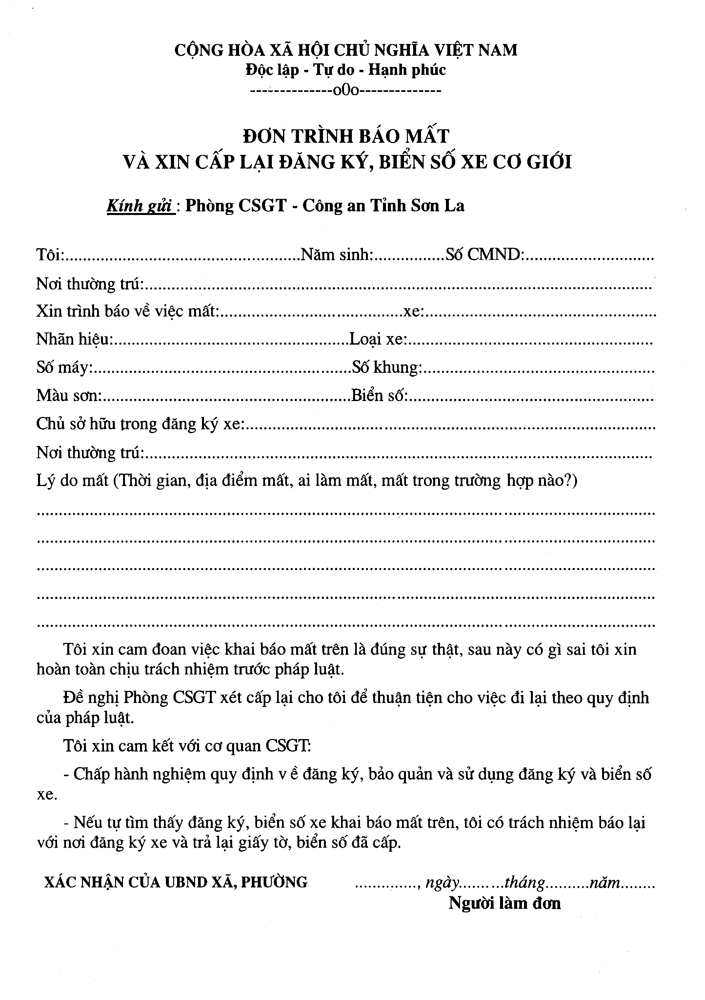 CỘNG HÒA XÃ HỘI CHỦ NGHĨA VIỆT NAM
Độc lập - Tự do - Hạnh phúc
--------------o0o--------------
ĐƠN TRÌNH BÁO MẤT
VÀ XIN CẤP LẠI ĐĂNG KÝ, BIỂN SỐ XE CƠ GIỚI
Kính gửi : Phòng CSGT - Công an Tỉnh Sơn La
Tôi:....................................................Năm sinh:...............Số CMND:............................
Nơi thường trú:................................................................................................................
Xin trình báo về việc mất:........................................xe:...................................................
Nhãn hiệu:....................................................Loại xe:......................................................
Số máy:.........................................................Số khung:...................................................
Màu sơn:.......................................................Biển số:......................................................
Chủ sở hữu trong đăng ký xe:..........................................................................................
Nơi thường trú:................................................................................................................
Lý do mất (Thời gian, địa điểm mất, ai làm mất, mất trong trường hợp nào?)
........................................................................................................................................
........................................................................................................................................
........................................................................................................................................
........................................................................................................................................
........................................................................................................................................
Tôi xin cam đoan việc khai báo mất trên là đúng sự thật, sau này có gì sai tôi xin
hoàn toàn chịu trách nhiệm trước pháp luật.
Đề nghị Phòng CSGT xét cấp lại cho tôi để thuận tiện cho việc đi lại theo quy định
của pháp luật.
Tôi xin cam kết với cơ quan CSGT:
- Chấp hành nghiệm quy định v ề đăng ký, bảo quản và sử dụng đăng ký và biển số
xe.
- Nếu tự tìm thấy đăng ký, biển số xe khai báo mất trên, tôi có trách nhiệm báo lại
với nơi đăng ký xe và trả lại giấy tờ, biển số đã cấp.
XÁC NHẬN CỦA UBND XÃ, PHƯỜNG ..............., ngày..........tháng..........năm........
Người làm đơn